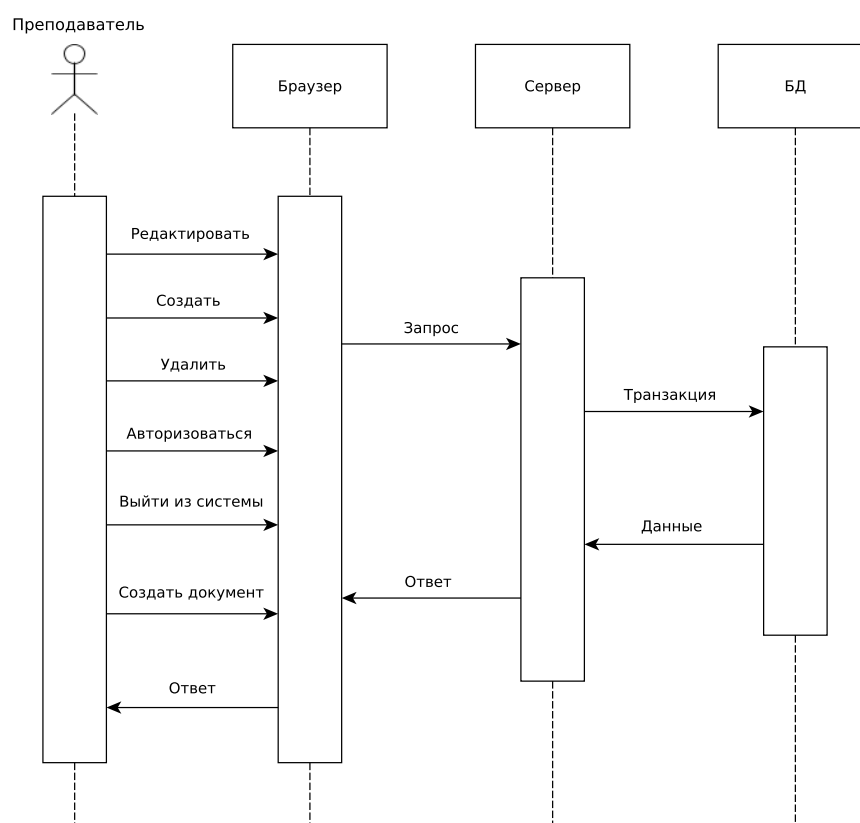 Преподаватель
Браузер
Сервер
БД
Редактировать
Создать
Запрос
Удалить
Транзакция
Авторизоваться
Выйти из системы
Данные
Ответ
Создать документ
Ответ